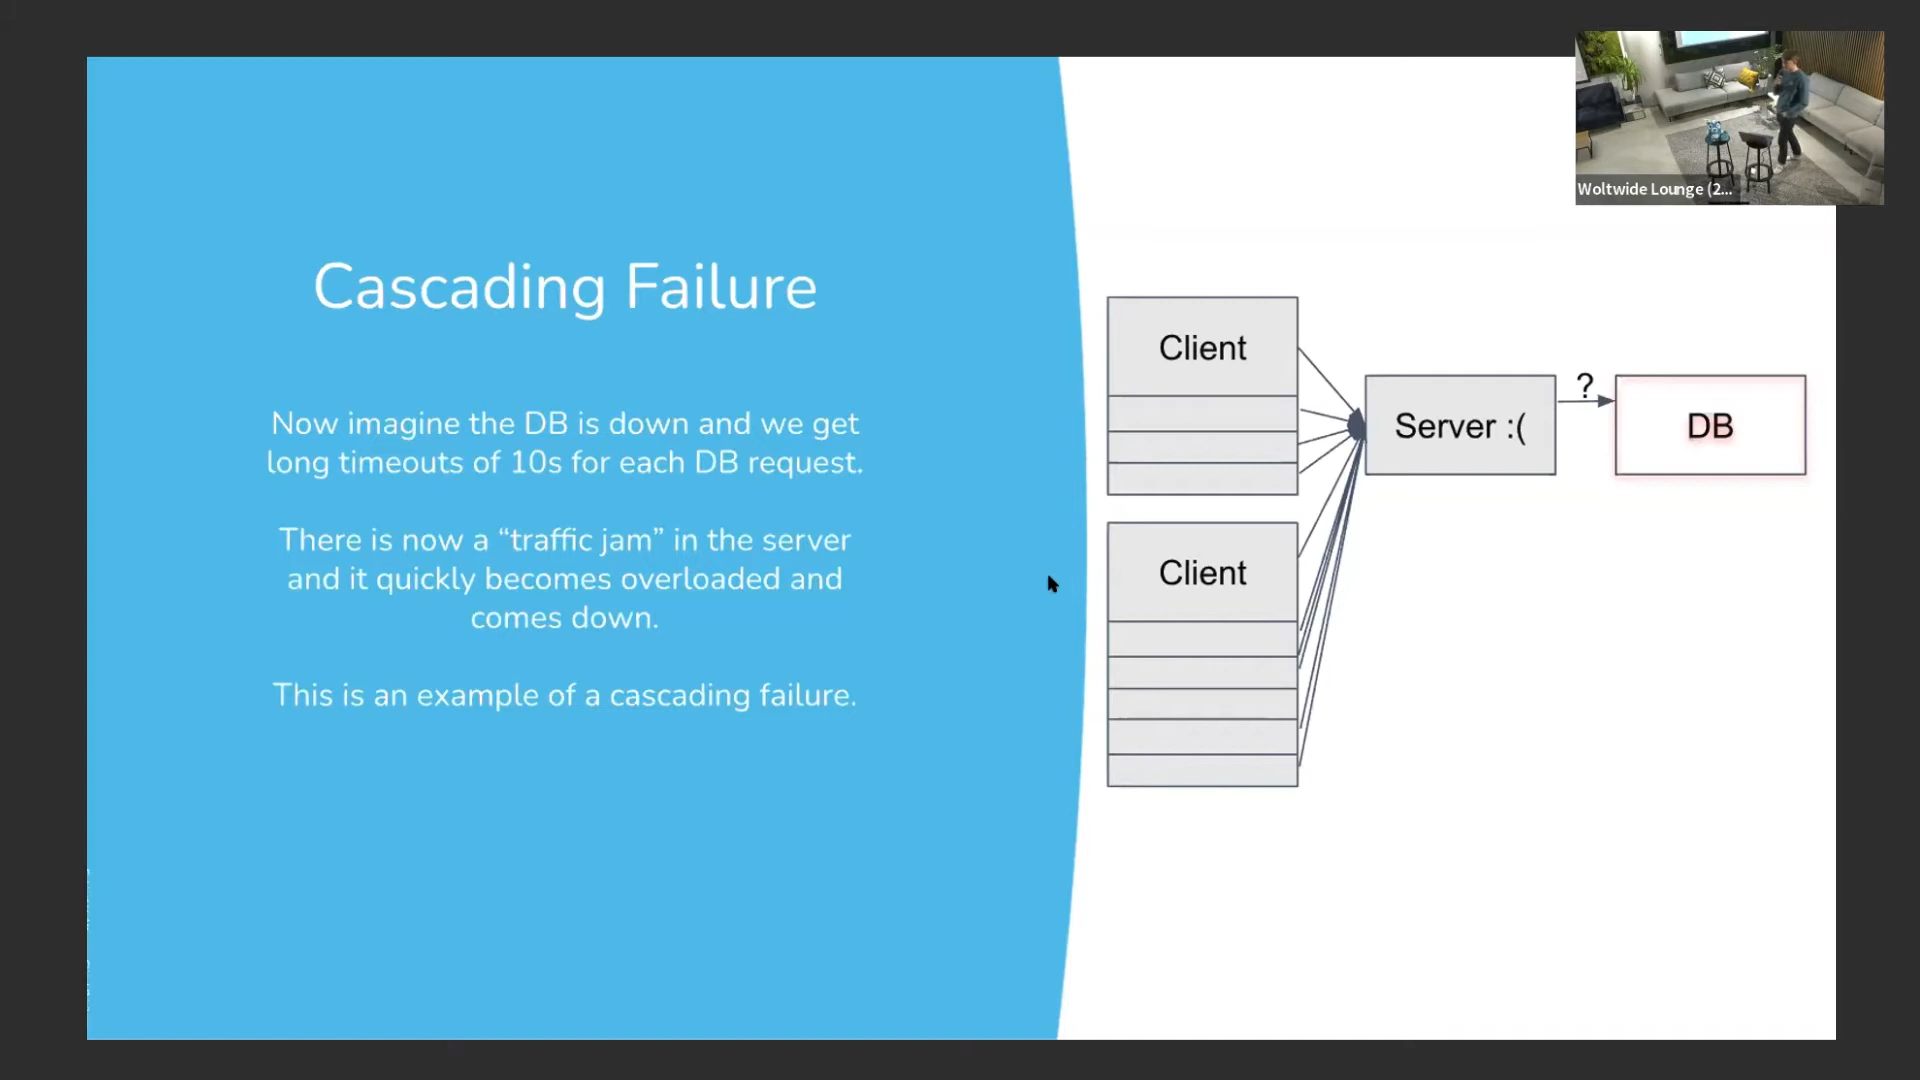 Woltwide Lounge (2...
Cascading Failure
Now imagine the DB is down and we get
long timeouts of 10s for each DB request.
There is now a “traffic jam” in the server
and it quickly becomes overloaded and
comes down.
This is an example of a cascading failure.
Client
Server :(
?
DB
Client